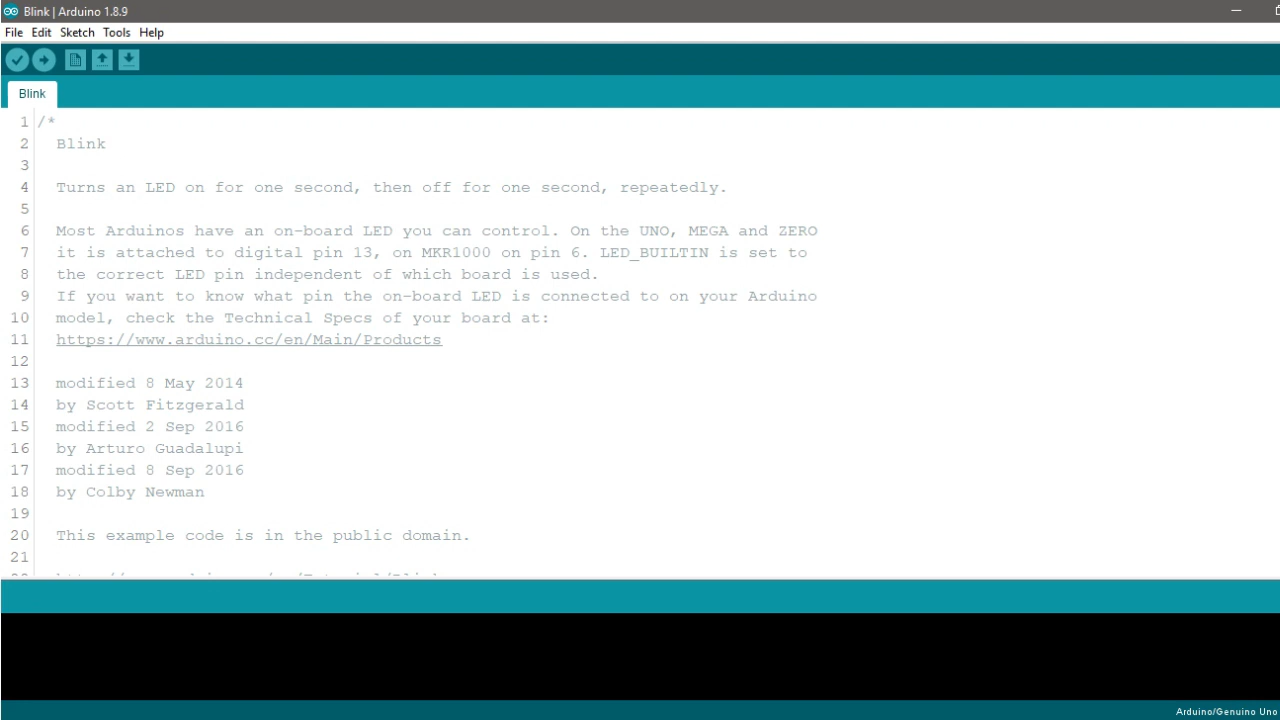 Blink | Arduino 1.8.9
File Edit Sketch Tools Help
Blink
1 /*
2 Blink
3
4 Turns an LED on for one second, then off for one second, repeatedly.
5
6 Most Arduinos have an on-board LED you can control. On the UNO, MEGA and ZERO
7 it is attached to digital pin 13, on MKR1000 on pin 6. LED_BUILTIN is set to
8 the correct LED pin independent of which board is used.
9 If you want to know what pin the on-board LED is connected to on your Arduino
10 model, check the Technical Specs of your board at:
11 https://www.arduino.cc/en/Main/Products
12
13 modified 8 May 2014
14 by Scott Fitzgerald
15 modified 2 Sep 2016
16 by Arturo Guadalupi
17 modified 8 Sep 2016
18 by Colby Newman
19
20 This example code is in the public domain.
21
Arduino/Genuino Uno